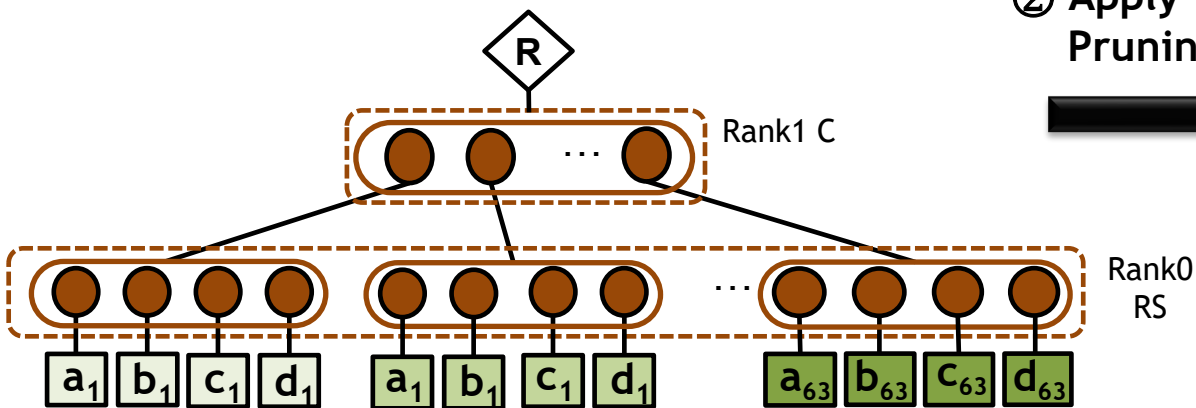 ② Apply
Prunin
R
Rank1 C
...
Rank0
RS
...
a₁ b₁ c₁ d₁ a₁ b₁ c₁ d₁ a₆₃ b₆₃ c₆₃ d₆₃